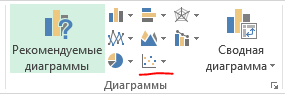 Рекомендуемые
диаграммы
Сводная
диаграмма
Диаграммы